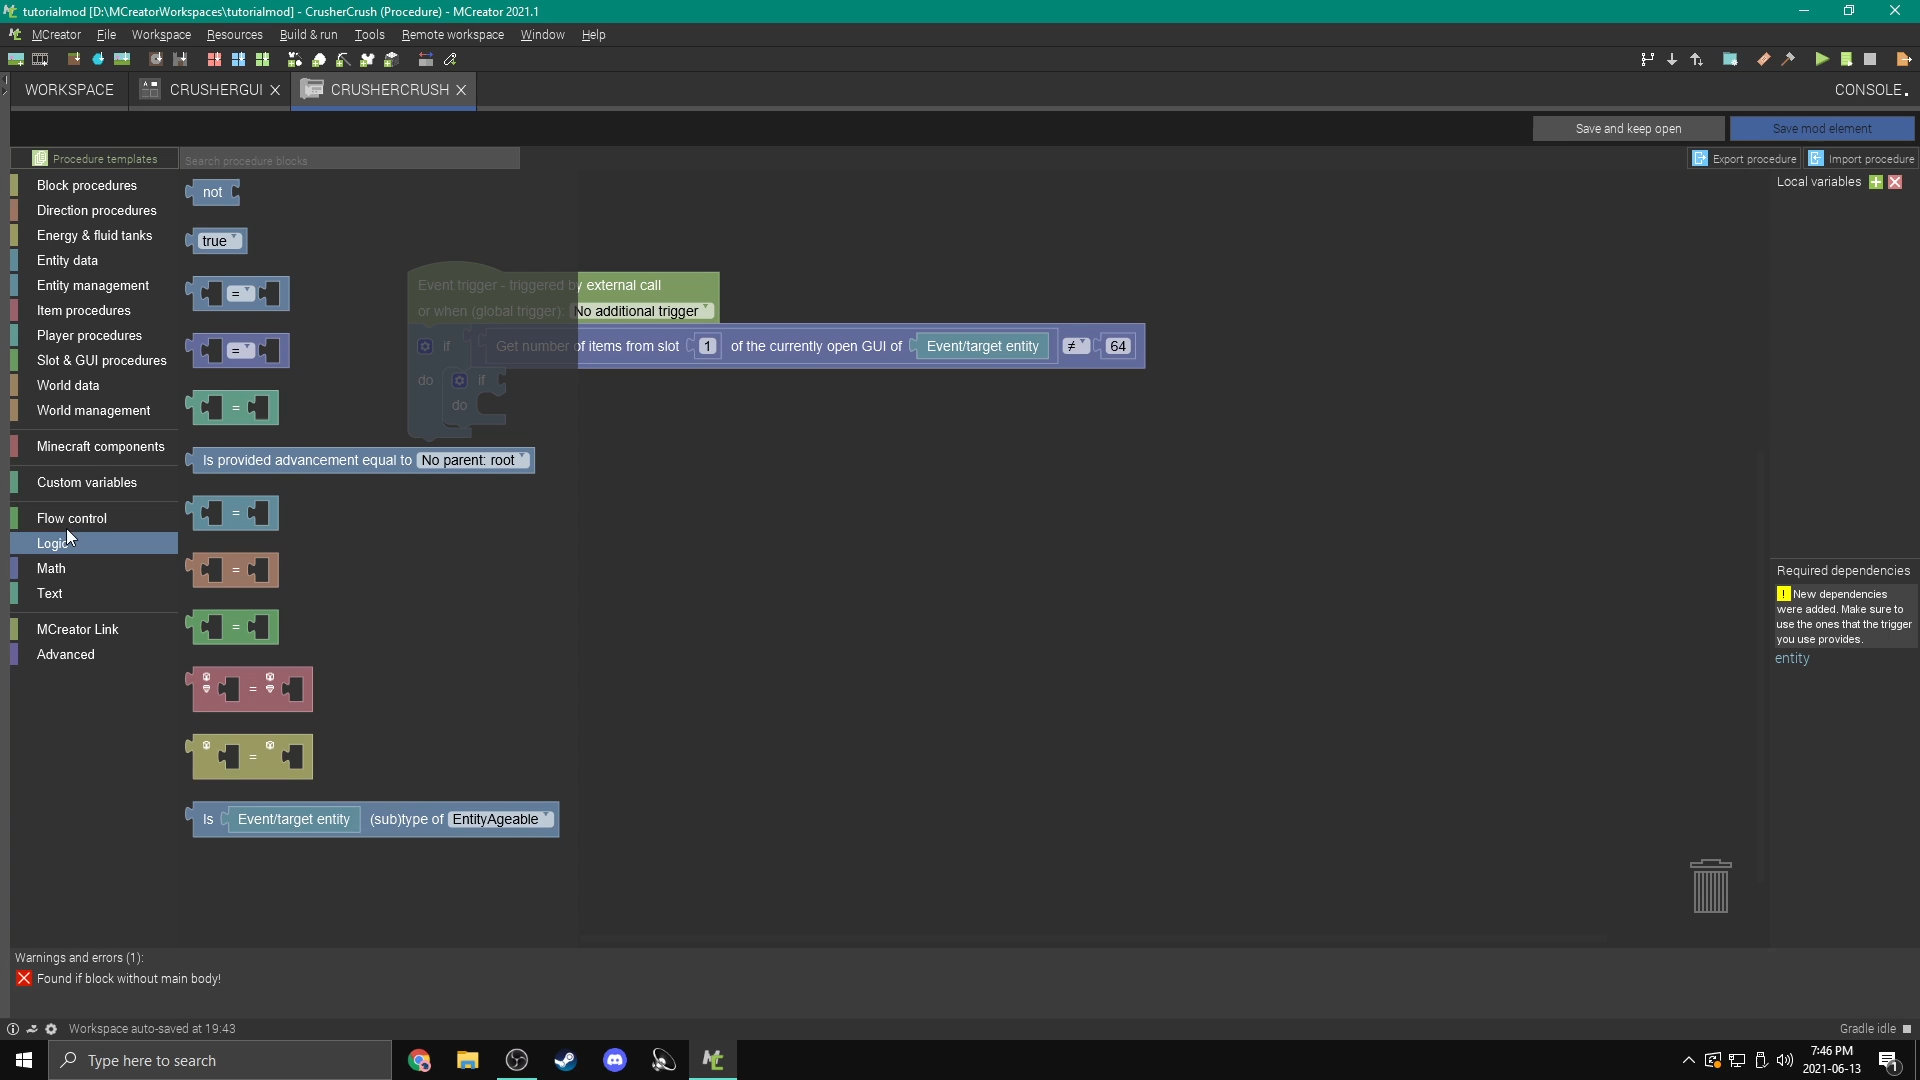 tutorialmod [D:\MCreatorWorkspaces\tutorialmod] - CrusherCrush (Procedure) - MCreator 2021.1
MCreator File Workspace Resources Build & run Tools Remote workspace Window Help
WORKSPACE CRUSHERGUI CRUSHERCRUSH CONSOLE
Save and keep open Save mod element
Procedure templates Search procedure blocks Export procedure Import procedure
Local variables
Block procedures
Direction procedures
Energy & fluid tanks
Entity data
Entity management
Item procedures
Player procedures
Slot & GUI procedures
World data
World management
Minecraft components
Custom variables
Flow control
Logic
Math
Text
MCreator Link
Advanced
not
true
=
=
=
Is provided advancement equal to No parent: root
=
=
=
=
=
Is Event/target entity (sub)type of EntityAgeable
Event trigger - triggered by external call
or when (global trigger): No additional trigger
if Get number of items from slot 1 of the currently open GUI of Event/target entity ≠ 64
do if
do
Required dependencies
! New dependencies
were added. Make sure to
use the ones that the trigger
you use provides.
entity
Warnings and errors (1):
Found if block without main body!
Workspace auto-saved at 19:43 Gradle idle
Type here to search
7:46 PM
2021-06-13
1